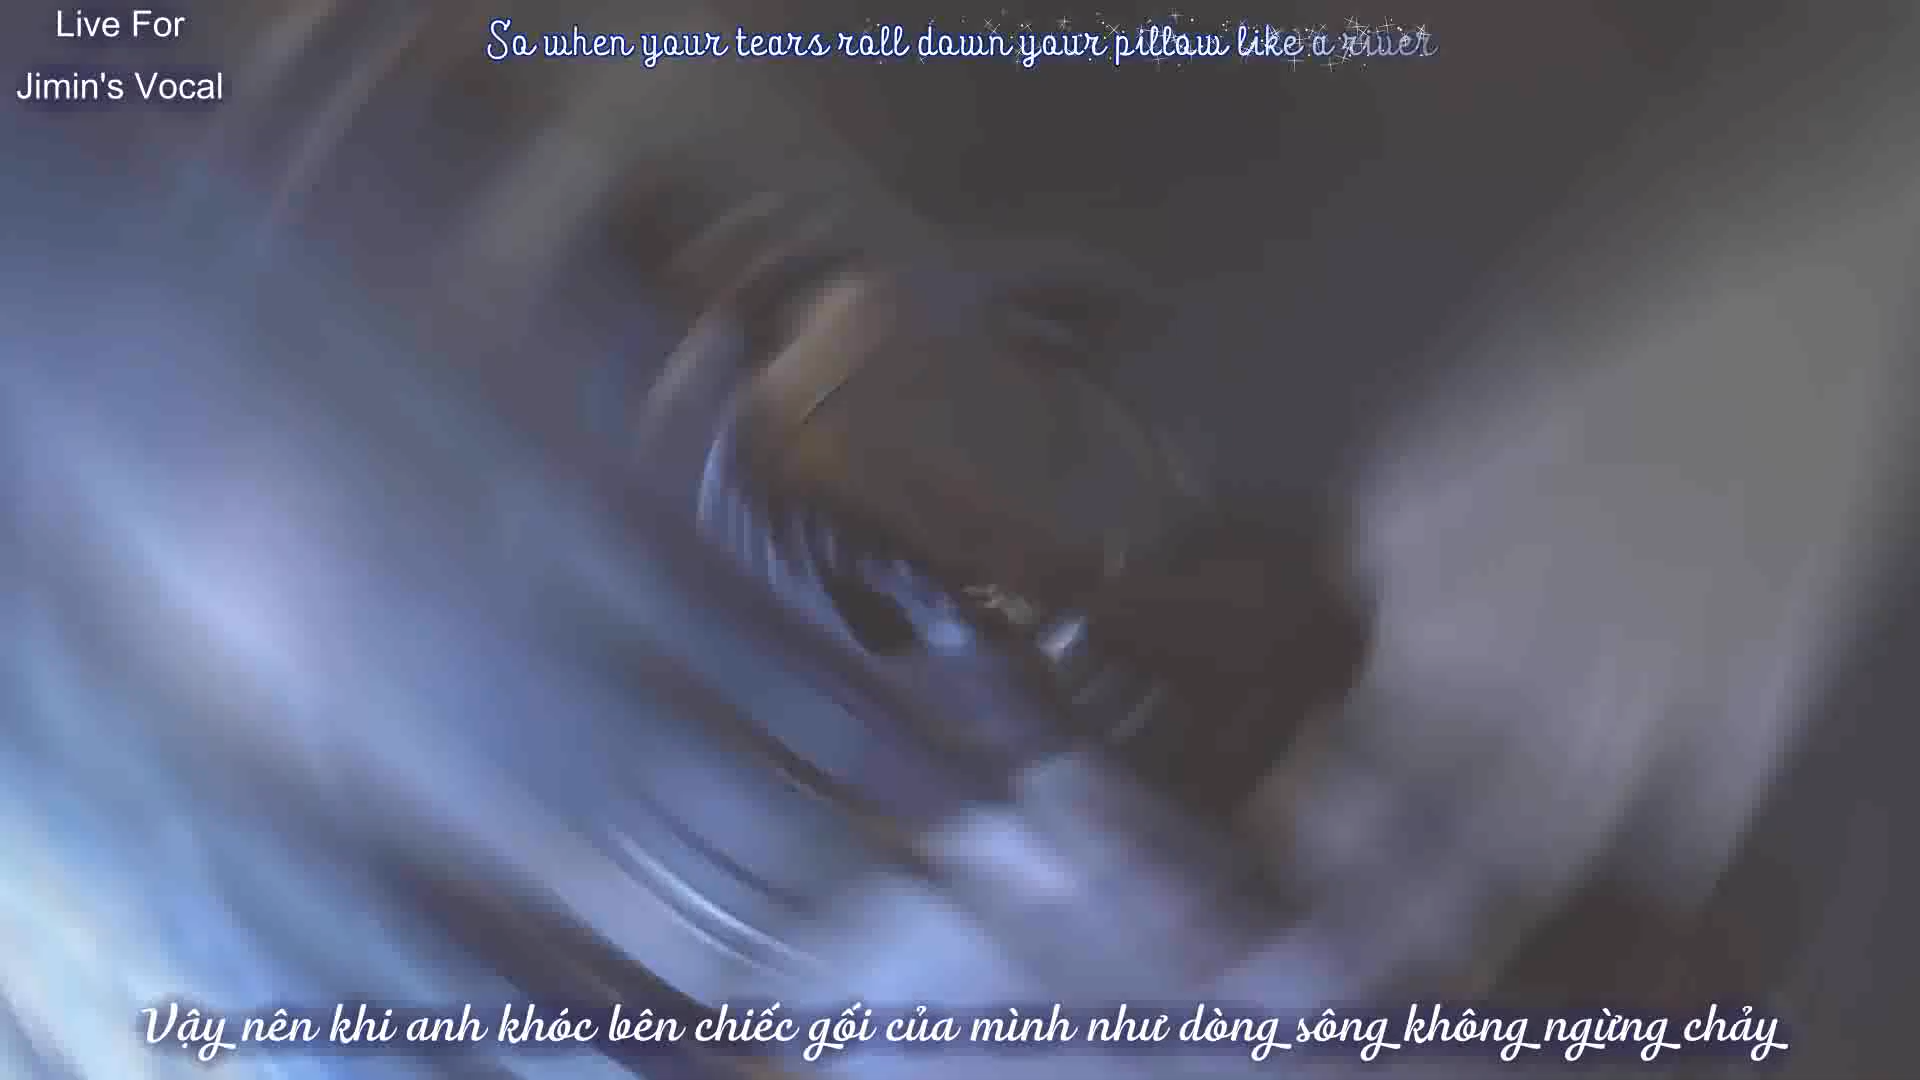 Live For
Jimin's Vocal
So when your tears roll down your pillow like a river
Vậy nên khi anh khóc bên chiếc gối của mình như dòng sông không ngừng chảy